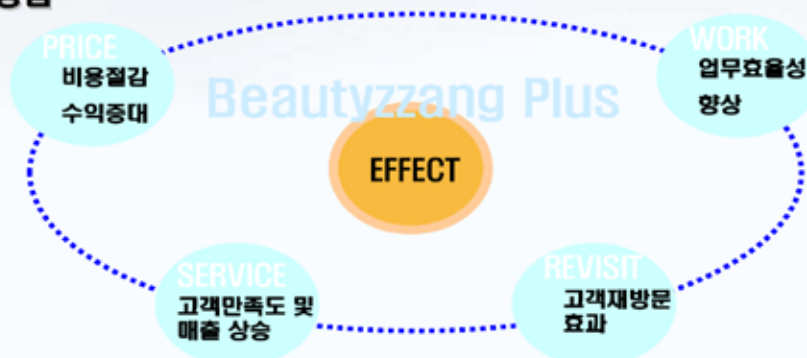 PRICE
비용절감
수익증대
WORK
업무효율성
향상
Beautyzzang Plus
EFFECT
SERVICE
고객만족도 및
매출 상승
REVISIT
고객재방문
효과